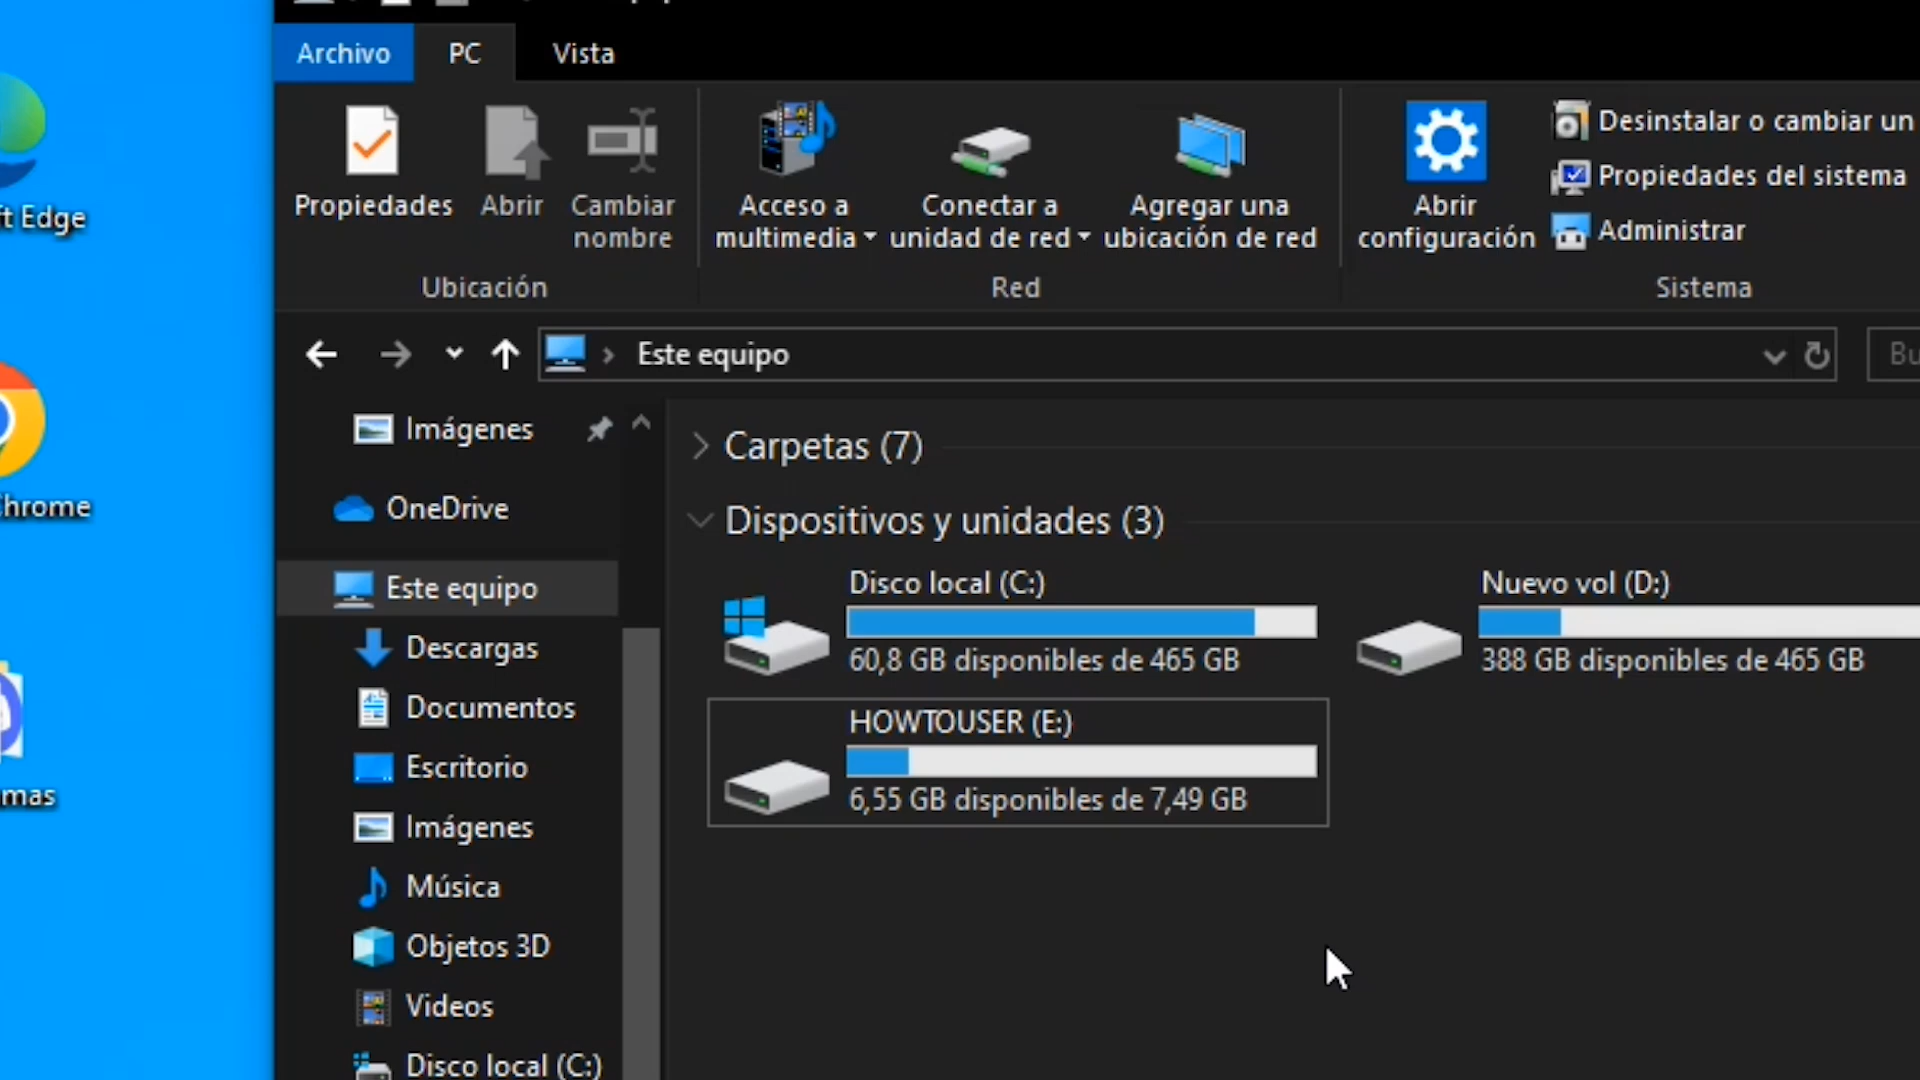 Archivo
PC
Vista
Propiedades
Abrir
Cambiar
nombre
Ubicación
Acceso a
multimedia
Conectar a
unidad de red
Agregar una
ubicación de red
Red
Abrir
configuración
Desinstalar o cambiar un
Propiedades del sistema
Administrar
Sistema
Este equipo
Bu
Imágenes
OneDrive
Este equipo
Descargas
Documentos
Escritorio
Imágenes
Música
Objetos 3D
Videos
Disco local (C:)
Carpetas (7)
Dispositivos y unidades (3)
Disco local (C:)
60,8 GB disponibles de 465 GB
Nuevo vol (D:)
388 GB disponibles de 465 GB
HOWTOUSER (E:)
6,55 GB disponibles de 7,49 GB
ft Edge
Chrome
mas